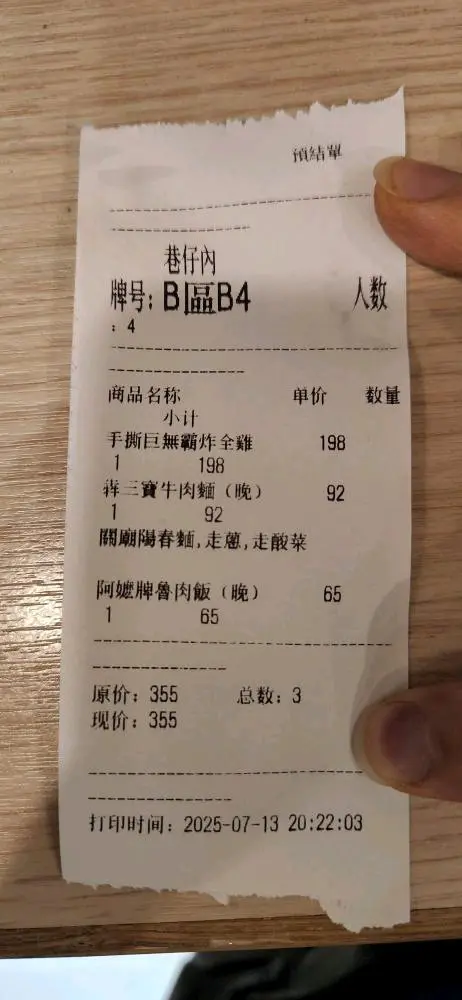 預結單
--------------------------------
----------------
巷仔內
牌号: B區B4 人数
: 4
--------------------------------
----------------
商品名称 单价 数量
小计
手撕巨無霸炸全雞 198
1 198
犇三寶牛肉麵（晚） 92
1 92
關廟陽春麵,走蔥,走酸菜
阿嬤牌魯肉飯（晚） 65
1 65
--------------------------------
----------------
原价: 355 总数: 3
现价: 355
--------------------------------
----------------
打印时间: 2025-07-13 20:22:03